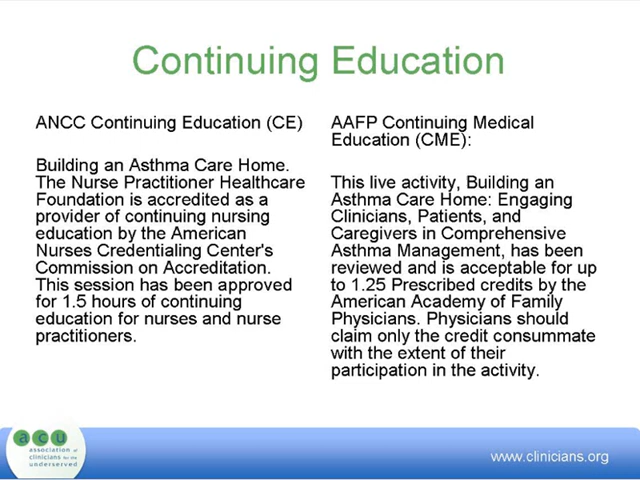 Continuing Education
ANCC Continuing Education (CE)
Building an Asthma Care Home.
The Nurse Practitioner Healthcare
Foundation is accredited as a
provider of continuing nursing
education by the American
Nurses Credentialing Center's
Commission on Accreditation.
This session has been approved
for 1.5 hours of continuing
education for nurses and nurse
practitioners.
AAFP Continuing Medical
Education (CME):
This live activity, Building an
Asthma Care Home: Engaging
Clinicians, Patients, and
Caregivers in Comprehensive
Asthma Management, has been
reviewed and is acceptable for up
to 1.25 Prescribed credits by the
American Academy of Family
Physicians. Physicians should
claim only the credit consummate
with the extent of their
participation in the activity.
acu
association of
clinicians for the
underserved
www.clinicians.org